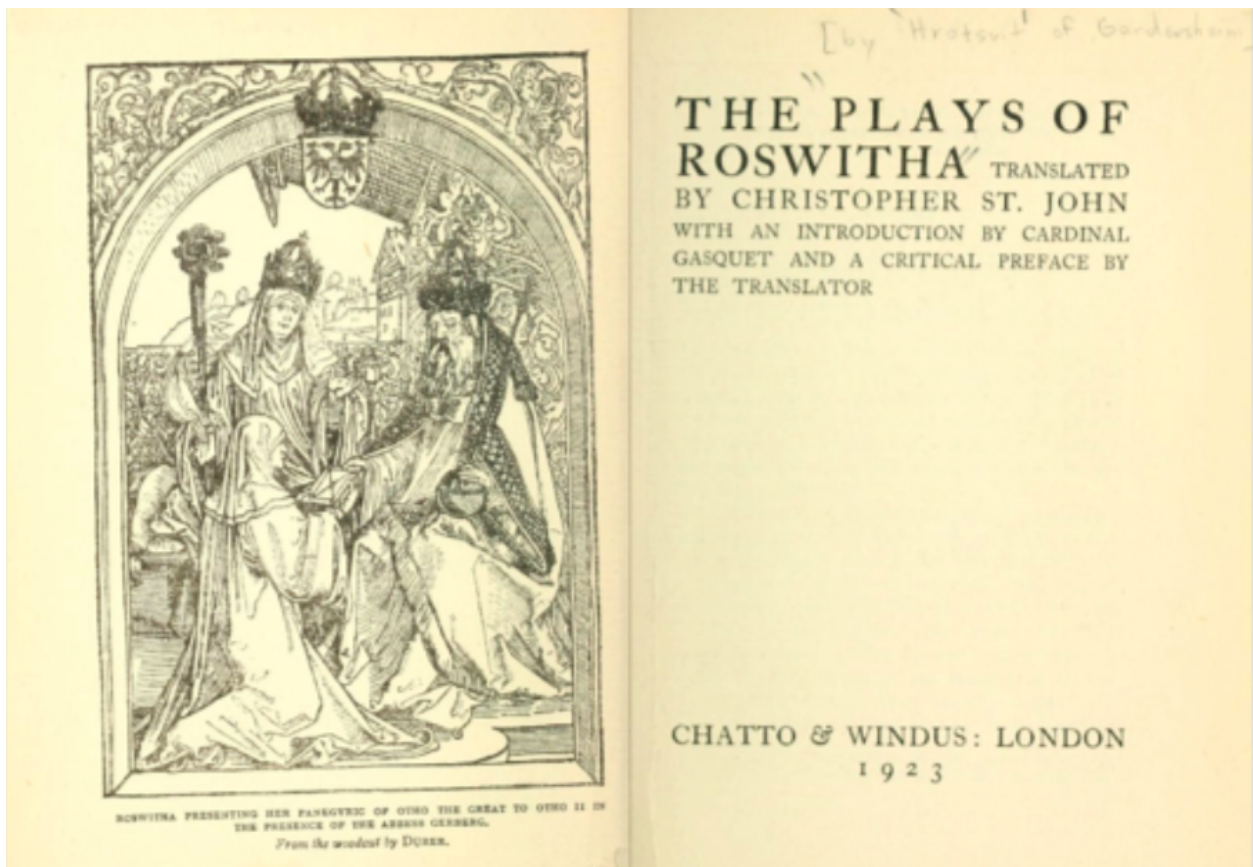 ROSWITHA PRESENTING HER PANEGYRIC OF OTHO THE GREAT TO OTHO II IN
THE PRESENCE OF THE ABBESS GERBERG.
From the woodcut by DURER.
[by "Hrotsvit" of Gandersheim]
THE PLAYS OF
ROSWITHA TRANSLATED
BY CHRISTOPHER ST. JOHN
WITH AN INTRODUCTION BY CARDINAL
GASQUET AND A CRITICAL PREFACE BY
THE TRANSLATOR
CHATTO & WINDUS: LONDON
1923